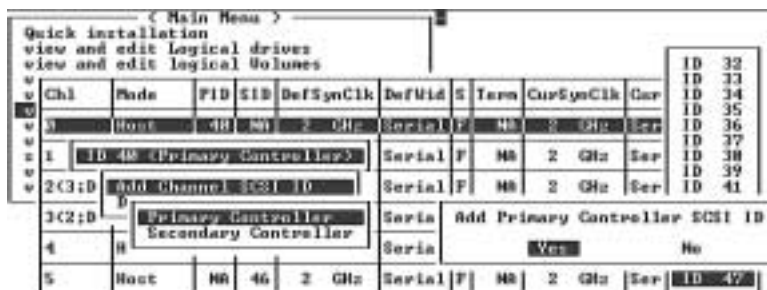 < Main Menu >
Quick installation
view and edit Logical drives
view and edit logical Volumes
v
v
v
v
s
v
v
Chl Mode PID SID DefSynClk DefWid S Term CurSynClk Cur
0 Host 40 NA 2 GHz Serial F NA 2 GHz Ser
1 ID 40 (Primary Controller) Serial F NA 2 GHz Ser
2(3;D Add Channel SCSI ID Serial F NA 2 GHz Ser
D
3(2;D Primary Controller Seria
Secondary Controller
4 H Seria
5 Host NA 46 2 GHz Serial F NA 2 GHz Ser
ID 32
ID 33
ID 34
ID 35
ID 36
ID 37
ID 38
ID 39
ID 41
Add Primary Controller SCSI ID
Yes No
ID 47